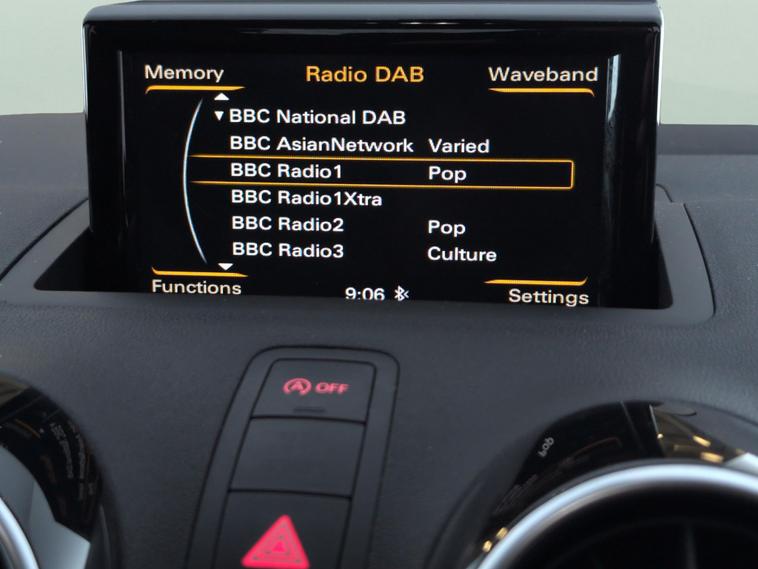 Memory Radio DAB Waveband
▼ BBC National DAB
BBC AsianNetwork Varied
BBC Radio1 Pop
BBC Radio1Xtra
BBC Radio2 Pop
BBC Radio3 Culture
Functions 9:06 Settings
A OFF